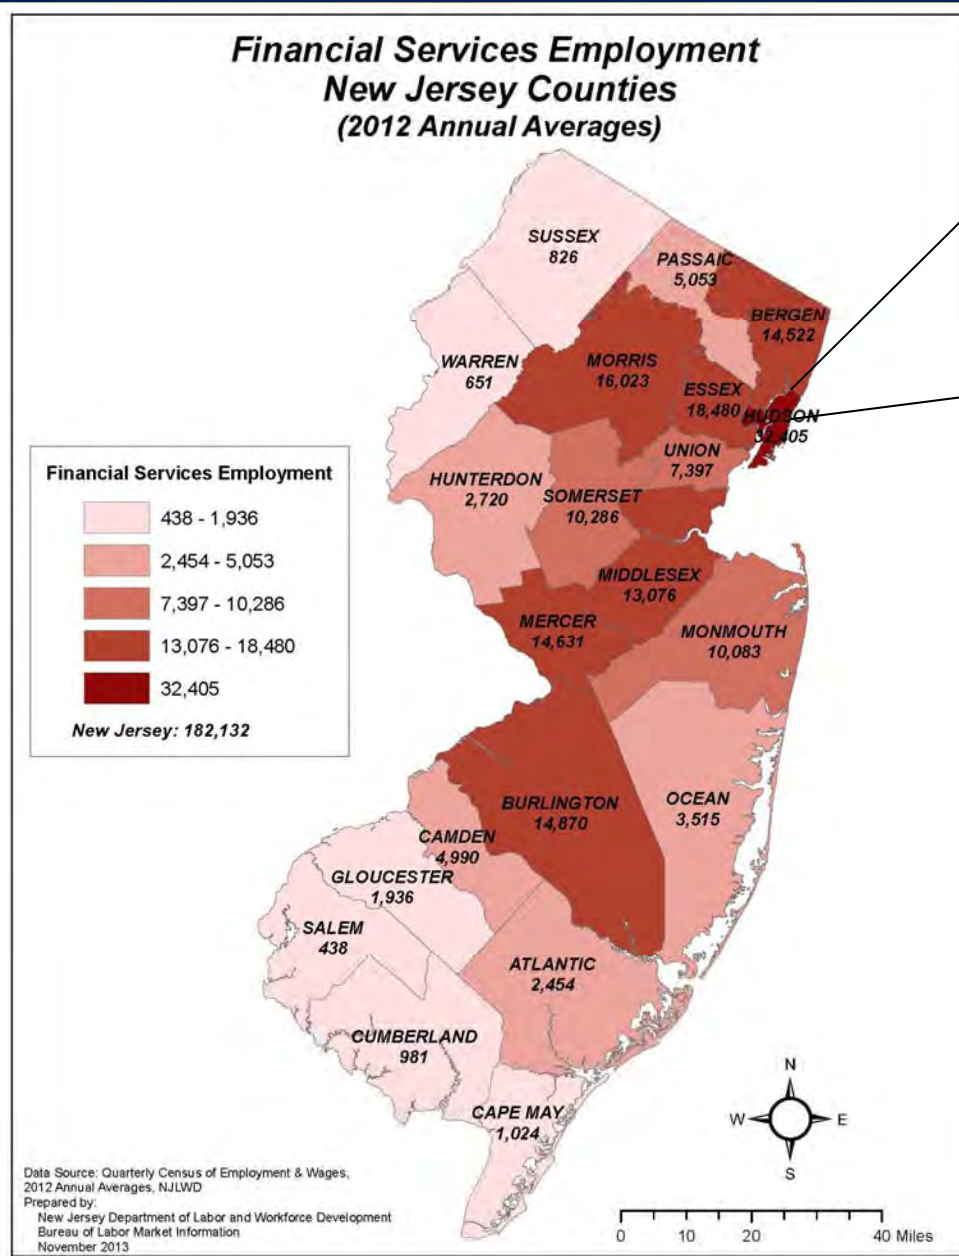 Financial Services Employment
New Jersey Counties
(2012 Annual Averages)
SUSSEX
826
PASSAIC
5,053
BERGEN
14,522
WARREN
651
MORRIS
16,023
ESSEX
18,480
HUDSON
32,405
UNION
7,397
HUNTERDON
2,720
SOMERSET
10,286
MIDDLESEX
13,076
MERCER
14,631
MONMOUTH
10,083
Financial Services Employment
438 - 1,936
2,454 - 5,053
7,397 - 10,286
13,076 - 18,480
32,405
New Jersey: 182,132
BURLINGTON
14,870
OCEAN
3,515
CAMDEN
4,990
GLOUCESTER
1,936
SALEM
438
ATLANTIC
2,454
CUMBERLAND
981
CAPE MAY
1,024
N
W
E
S
Data Source: Quarterly Census of Employment & Wages,
2012 Annual Averages, NJLWD
Prepared by:
New Jersey Department of Labor and Workforce Development
Bureau of Labor Market Information
November 2013
0 10 20 40 Miles